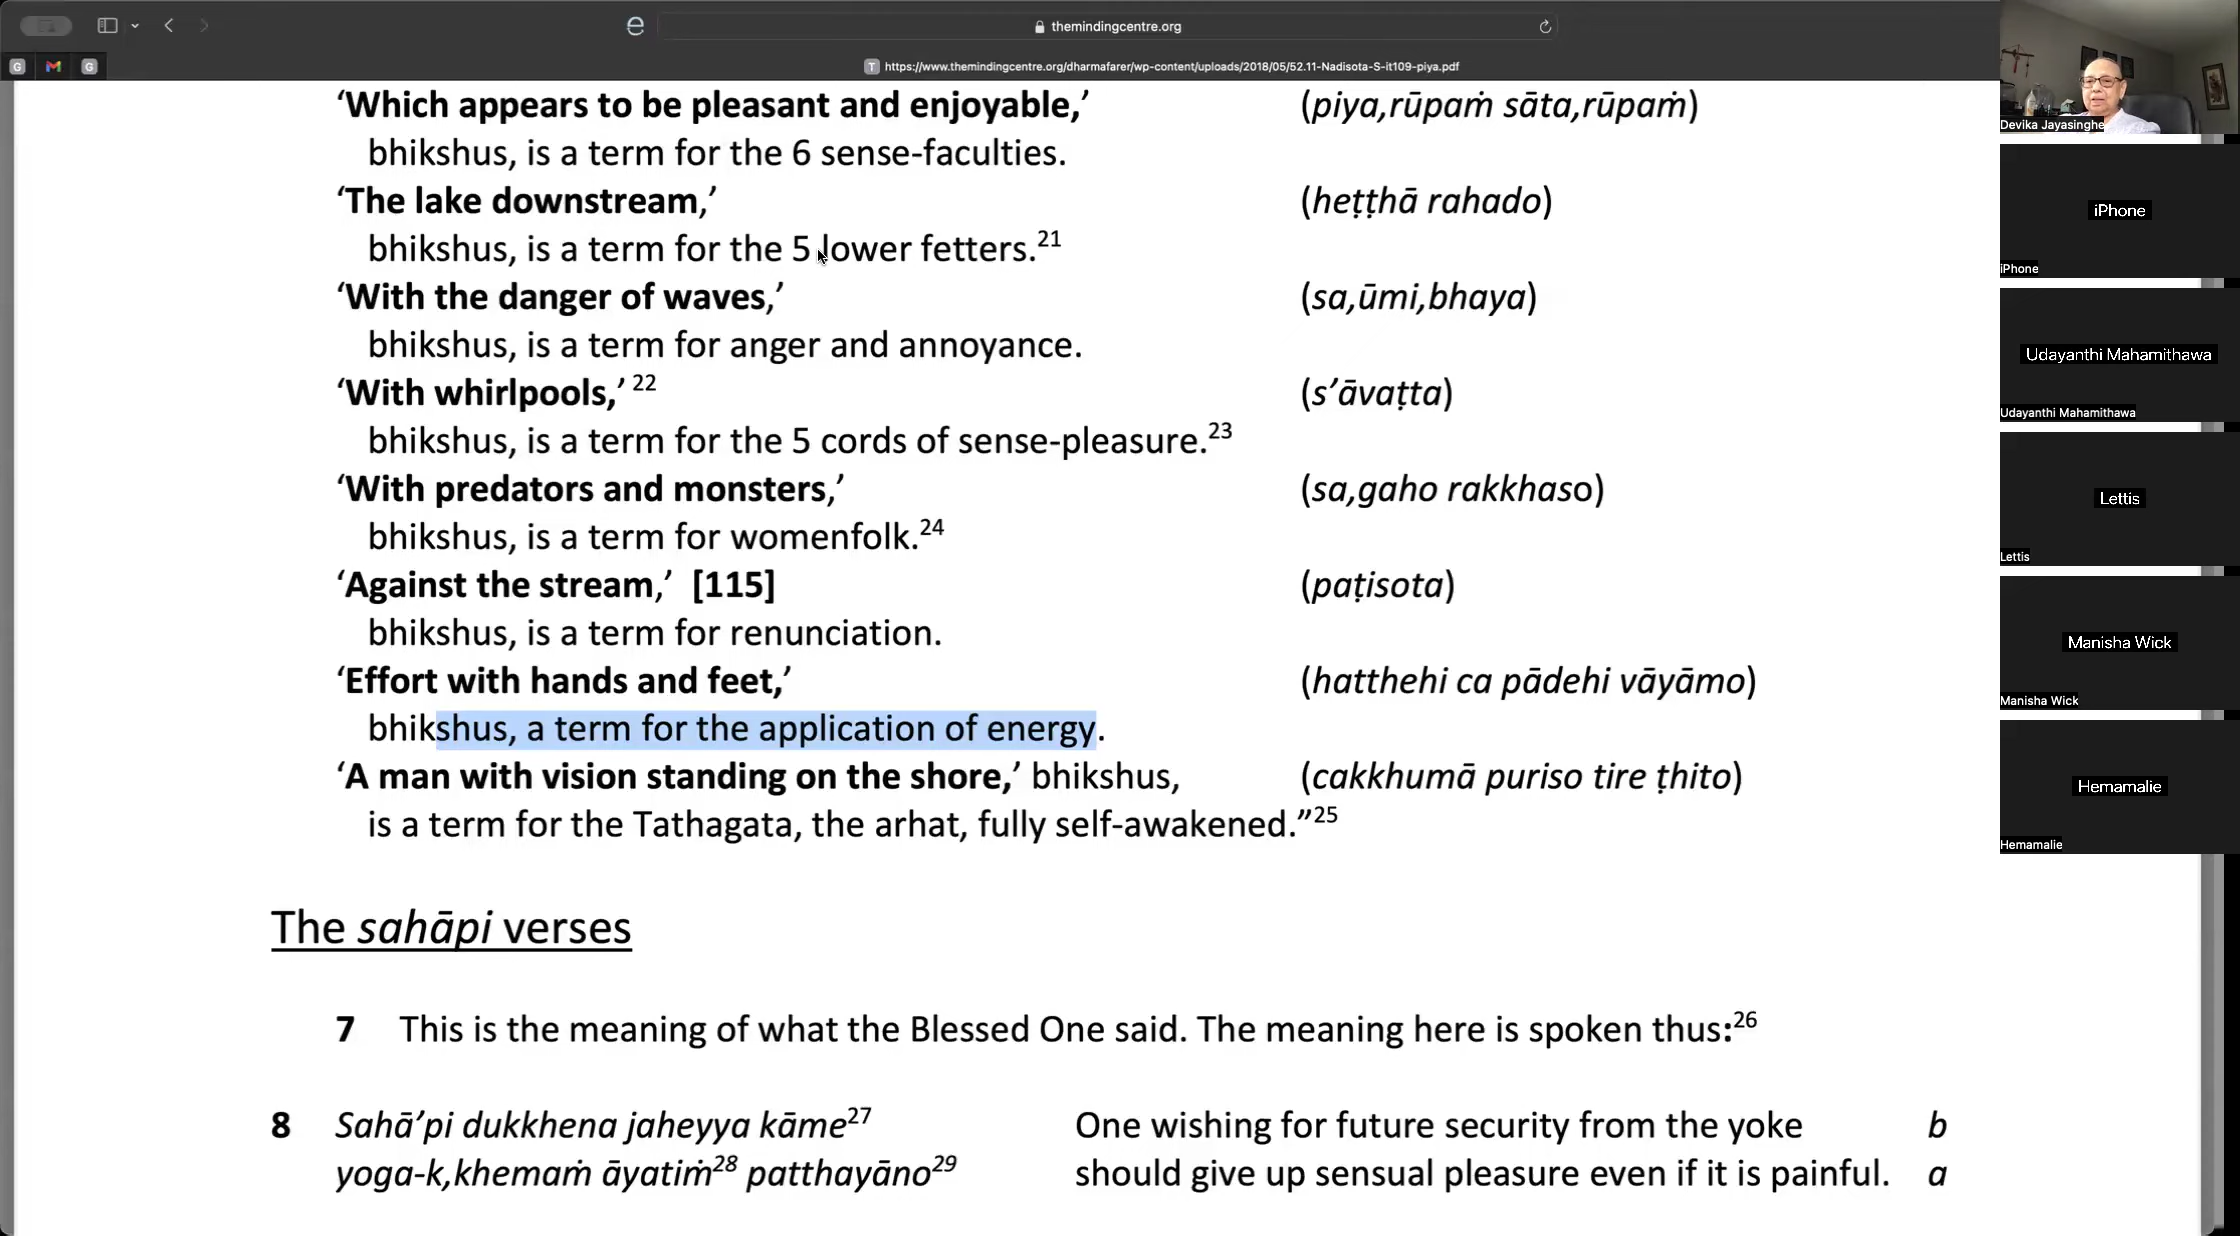 themindingcentre.org
G
G
T https://www.themindingcentre.org/dharmafarer/wp-content/uploads/2018/05/52.11-Nadisota-S-it109-piya.pdf
‘Which appears to be pleasant and enjoyable,’ (piya,rūpaṁ sāta,rūpaṁ)
bhikshus, is a term for the 6 sense-faculties.
‘The lake downstream,’ (heṭṭhā rahado)
bhikshus, is a term for the 5 lower fetters.21
‘With the danger of waves,’ (sa,ūmi,bhaya)
bhikshus, is a term for anger and annoyance.
‘With whirlpools,’ 22 (s’āvaṭta)
bhikshus, is a term for the 5 cords of sense-pleasure.23
‘With predators and monsters,’ (sa,gaho rakkhaso)
bhikshus, is a term for womenfolk.24
‘Against the stream,’ [115] (paṭisota)
bhikshus, is a term for renunciation.
‘Effort with hands and feet,’ (hatthehi ca pādehi vāyāmo)
bhikshus, a term for the application of energy.
‘A man with vision standing on the shore,’ bhikshus, (cakkhumā puriso tire ṭhito)
is a term for the Tathagata, the arhat, fully self-awakened.”25
The sahāpi verses
7 This is the meaning of what the Blessed One said. The meaning here is spoken thus:26
8 Sahā’pi dukkhena jaheyya kāme27 One wishing for future security from the yoke b
yoga-k,khemaṁ āyatiṁ28 patthayāno29 should give up sensual pleasure even if it is painful. a
Devika Jayasinghe
iPhone
iPhone
Udayanthi Mahamithawa
Udayanthi Mahamithawa
Lettis
Lettis
Manisha Wick
Manisha Wick
Hemamalie
Hemamalie